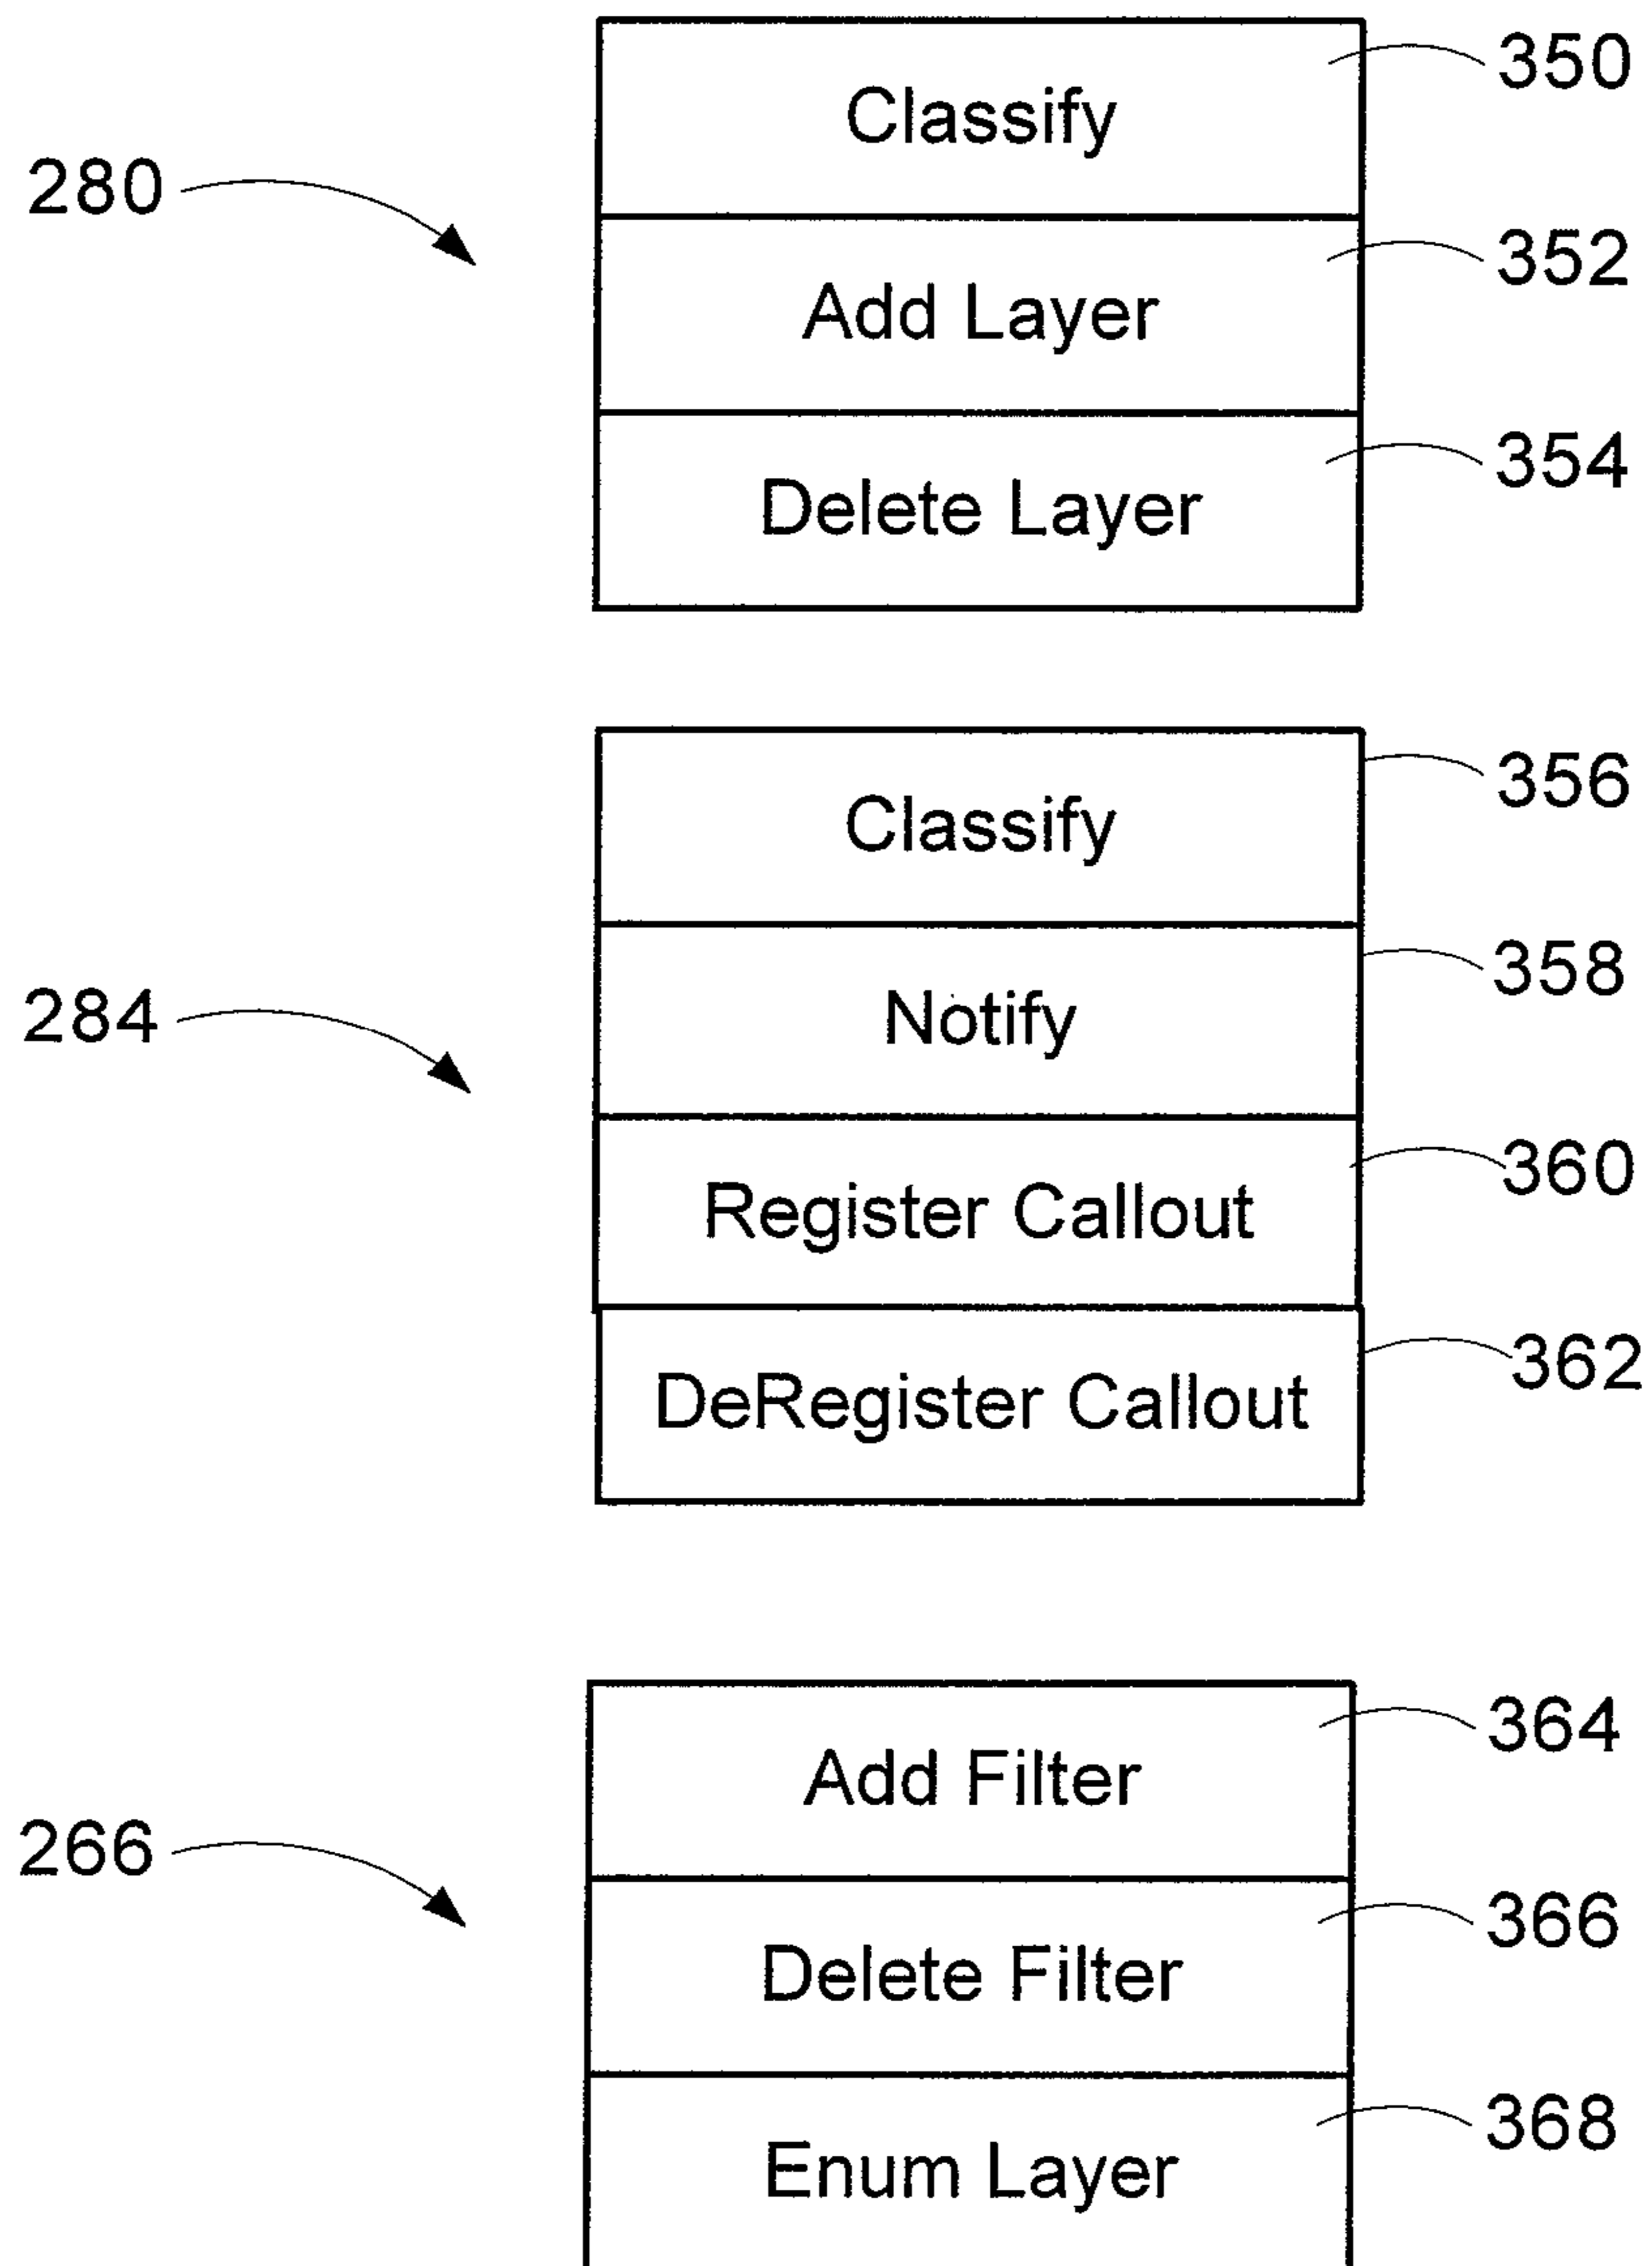 350
Classify
280
352
Add Layer
354
Delete Layer
356
Classify
358
Notify
284
360
Register Callout
362
DeRegister Callout
364
Add Filter
266
366
Delete Filter
368
Enum Layer